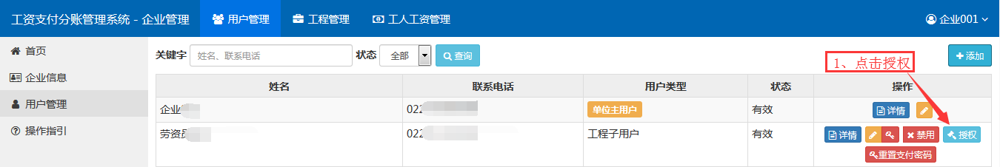 工资支付分账管理系统 - 企业管理 用户管理 工程管理 工人工资管理 企业001
首页
企业信息
用户管理
操作指引
关键字 姓名、联系电话 状态 全部 查询 添加
1、点击授权
姓名 联系电话 用户类型 状态 操作
企业 022 单位主用户 有效 详情
劳资员 022 工程子用户 有效 详情 禁用 授权
重置支付密码